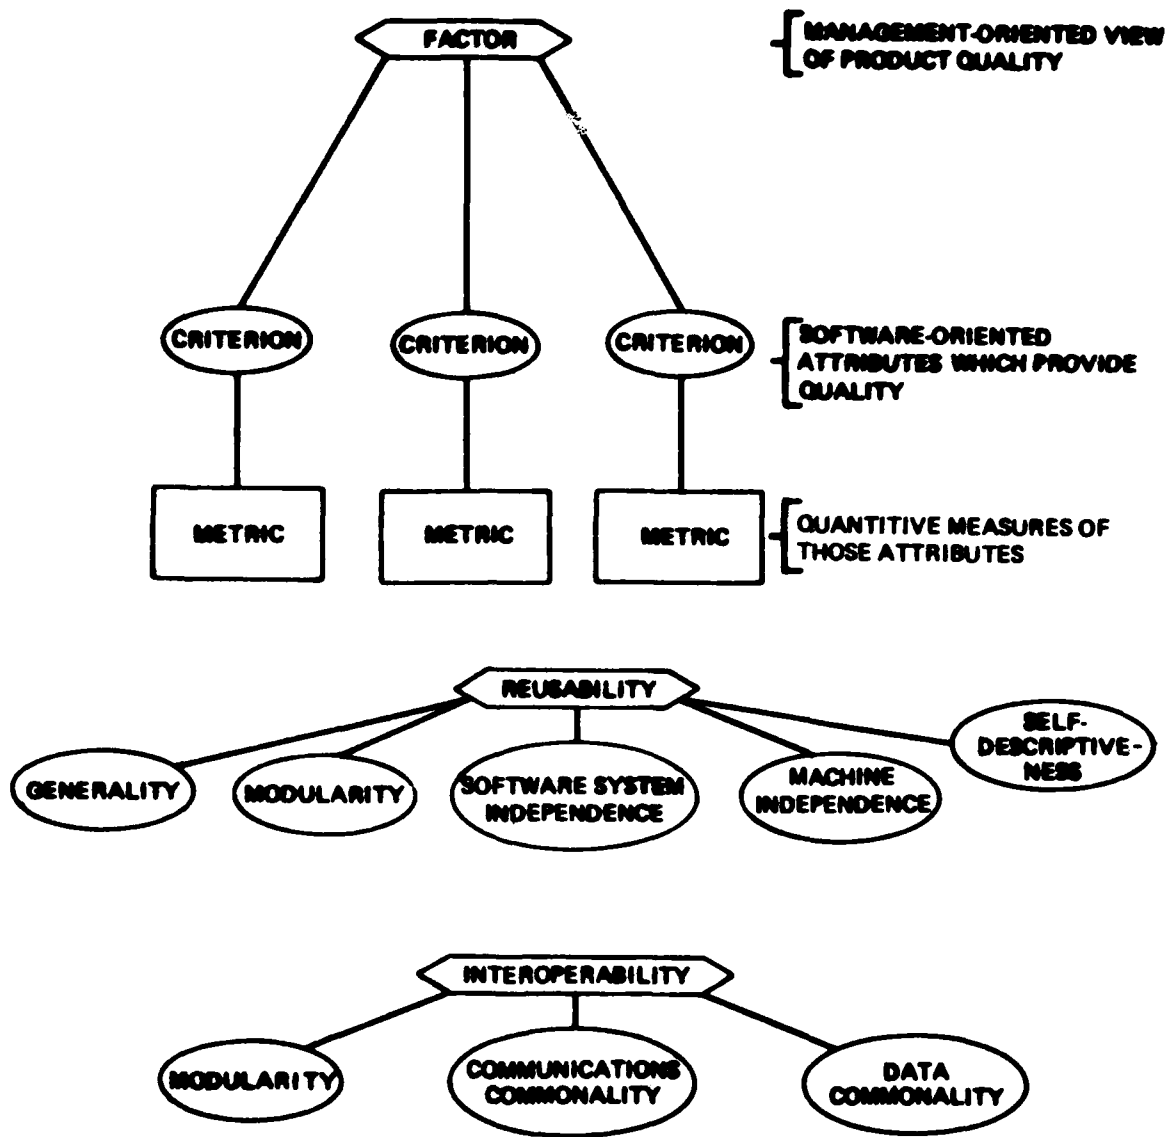 FACTOR
MANAGEMENT-ORIENTED VIEW
OF PRODUCT QUALITY
CRITERION
CRITERION
CRITERION
SOFTWARE-ORIENTED
ATTRIBUTES WHICH PROVIDE
QUALITY
METRIC
METRIC
METRIC
QUANTITIVE MEASURES OF
THOSE ATTRIBUTES
REUSABILITY
GENERALITY
MODULARITY
SOFTWARE SYSTEM
INDEPENDENCE
MACHINE
INDEPENDENCE
SELF-
DESCRIPTIVE-
NESS
INTEROPERABILITY
MODULARITY
COMMUNICATIONS
COMMONALITY
DATA
COMMONALITY